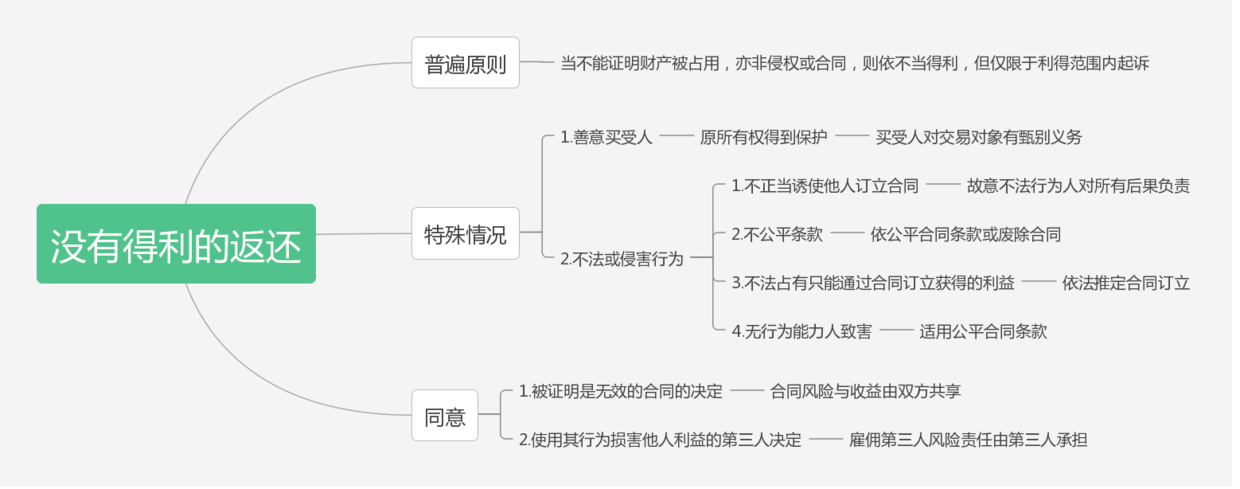 没有得利的返还
普遍原则
当不能证明财产被占用，亦非侵权或合同，则依不当得利，但仅限于利得范围内起诉
特殊情况
1.善意买受人
原所有权得到保护
买受人对交易对象有甄别义务
2.不法或侵害行为
1.不正当诱使他人订立合同
故意不法行为人对所有后果负责
2.不公平条款
依公平合同条款或废除合同
3.不法占有只能通过合同订立获得的利益
依法推定合同订立
4.无行为能力人致害
适用公平合同条款
同意
1.被证明是无效的合同的决定
合同风险与收益由双方共享
2.使用其行为损害他人利益的第三人决定
雇佣第三人风险责任由第三人承担